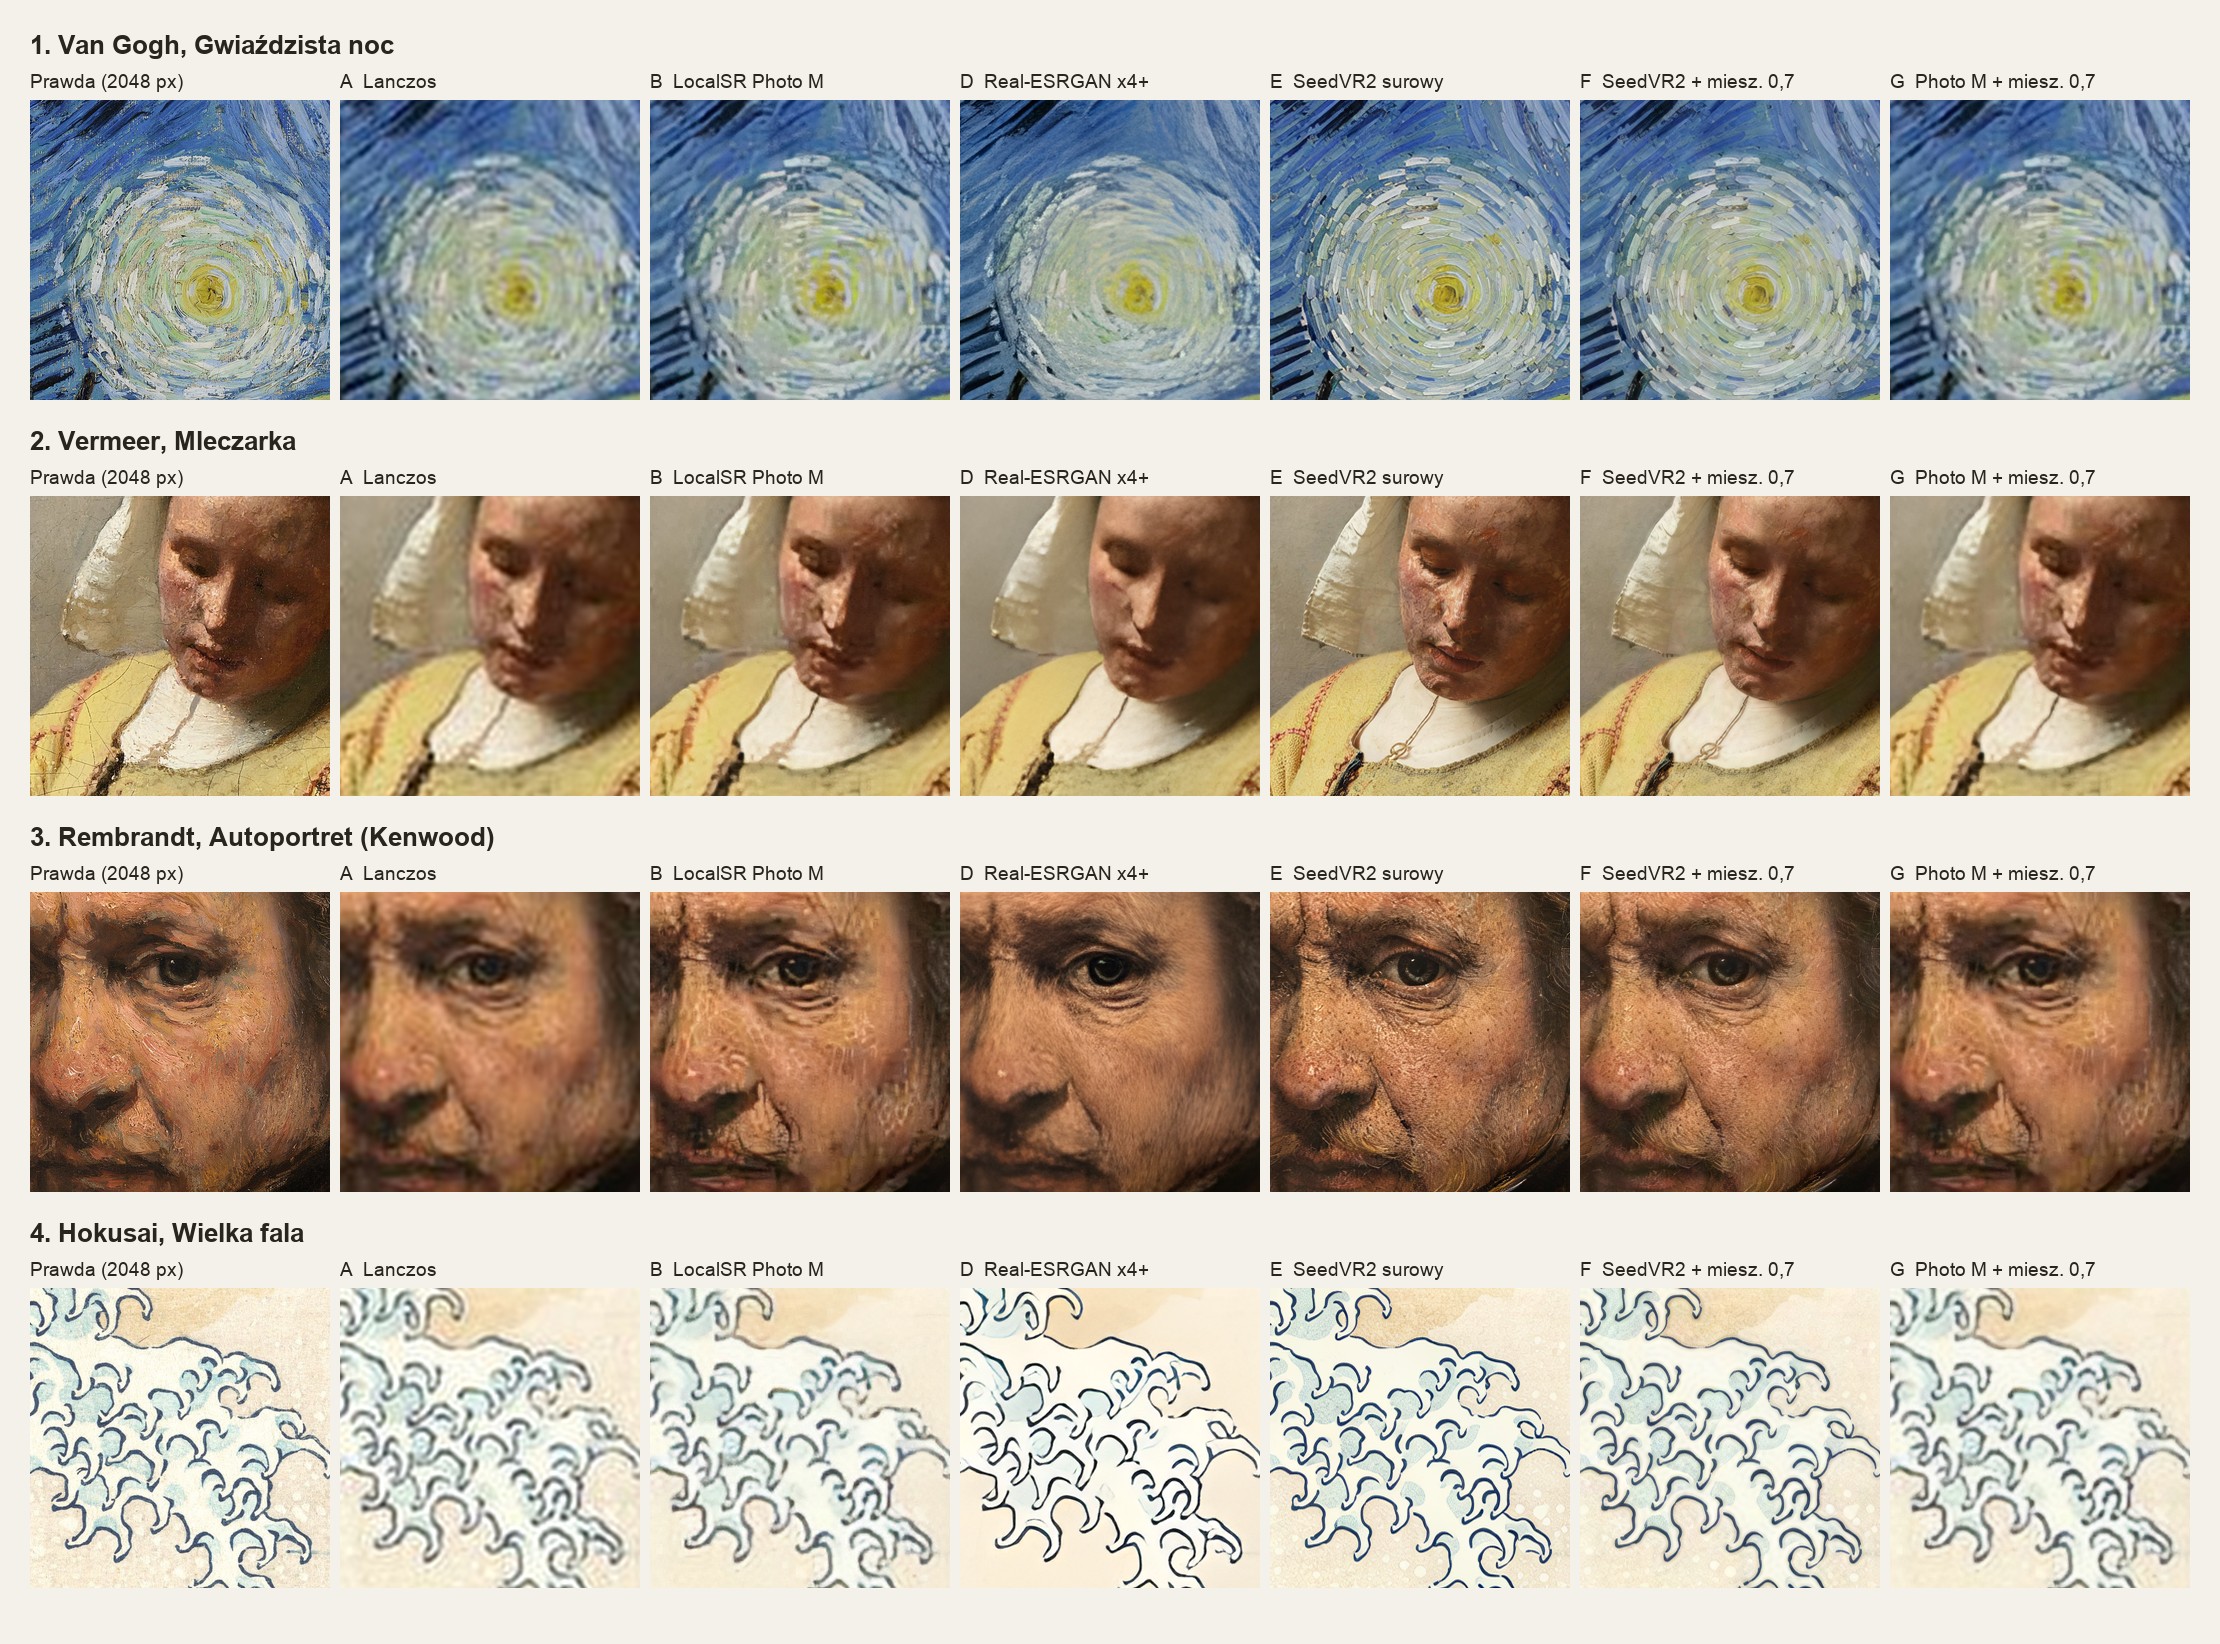 1. Van Gogh, Gwiaździsta noc
Prawda (2048 px) A Lanczos B LocalSR Photo M D Real-ESRGAN x4+ E SeedVR2 surowy F SeedVR2 + miesz. 0,7 G Photo M + miesz. 0,7
2. Vermeer, Mleczarka
Prawda (2048 px) A Lanczos B LocalSR Photo M D Real-ESRGAN x4+ E SeedVR2 surowy F SeedVR2 + miesz. 0,7 G Photo M + miesz. 0,7
3. Rembrandt, Autoportret (Kenwood)
Prawda (2048 px) A Lanczos B LocalSR Photo M D Real-ESRGAN x4+ E SeedVR2 surowy F SeedVR2 + miesz. 0,7 G Photo M + miesz. 0,7
4. Hokusai, Wielka fala
Prawda (2048 px) A Lanczos B LocalSR Photo M D Real-ESRGAN x4+ E SeedVR2 surowy F SeedVR2 + miesz. 0,7 G Photo M + miesz. 0,7